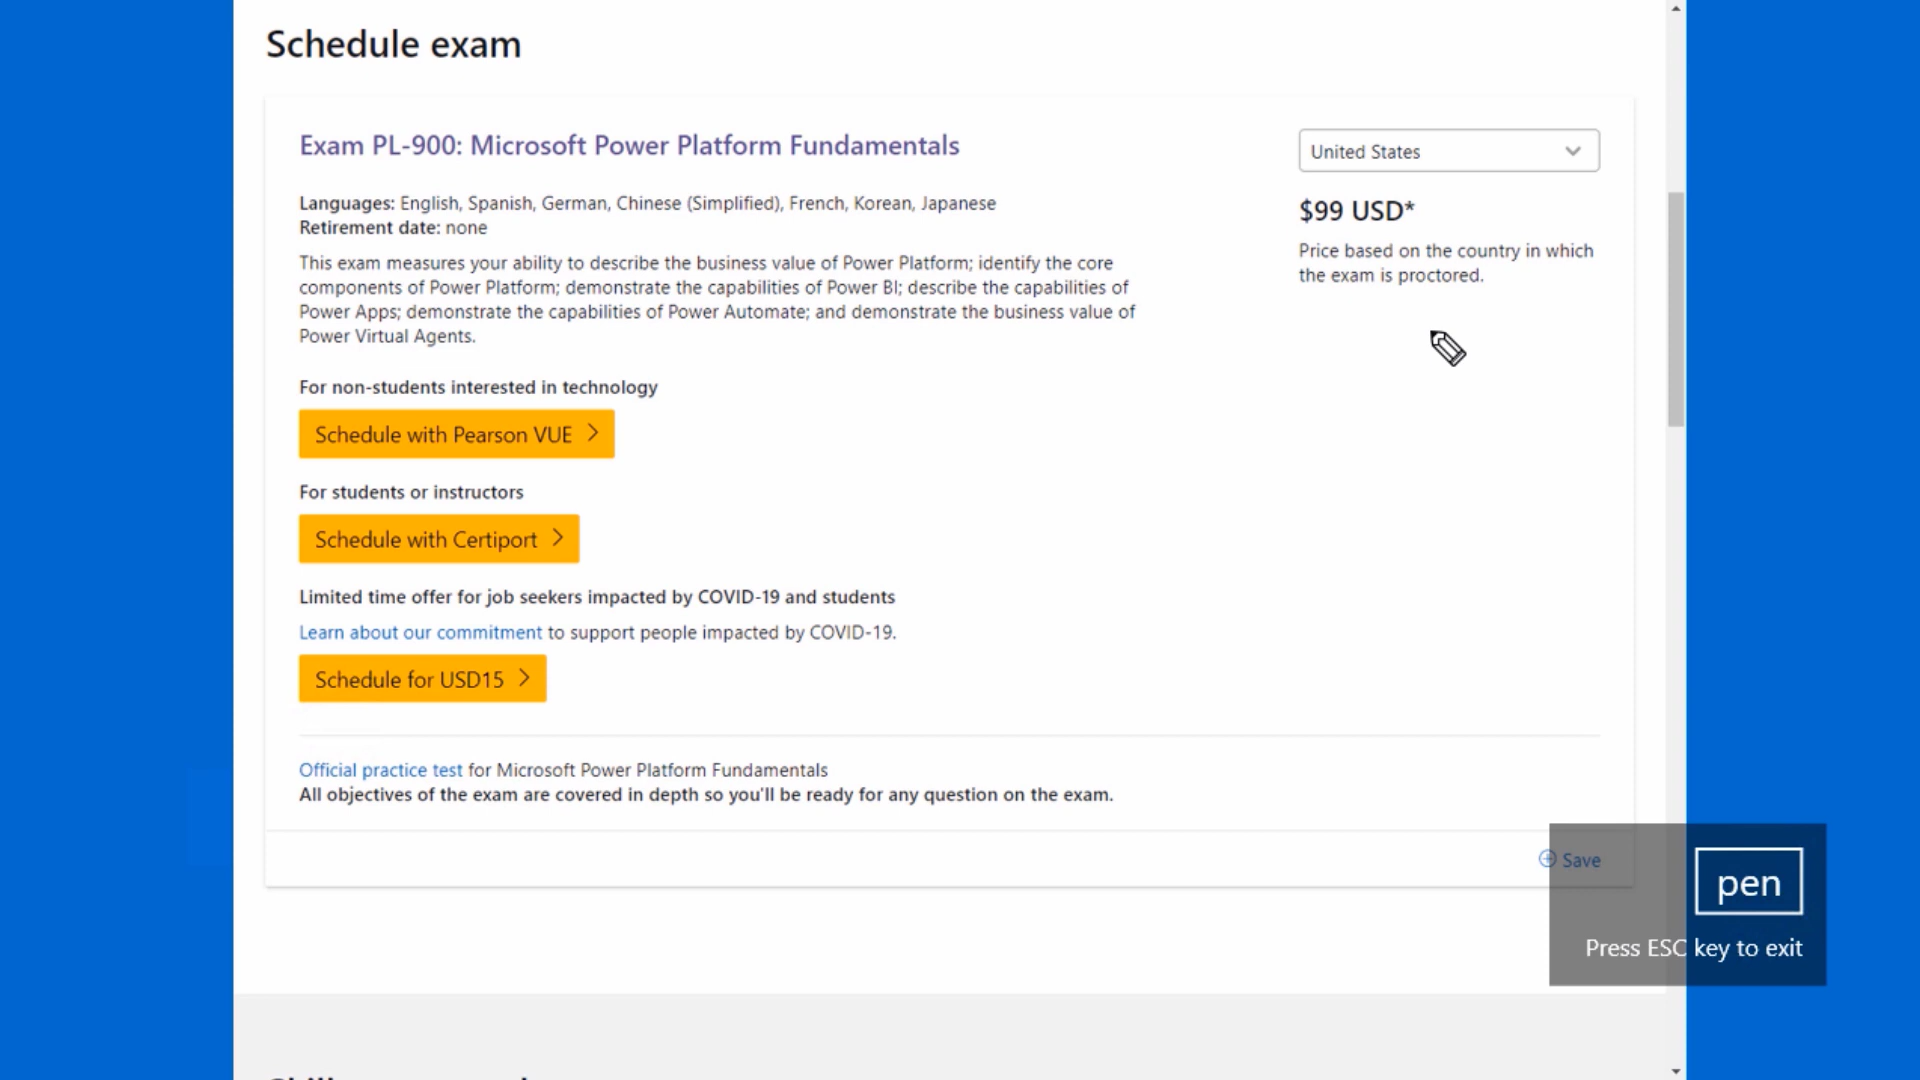 Schedule exam
Exam PL-900: Microsoft Power Platform Fundamentals
United States
Languages: English, Spanish, German, Chinese (Simplified), French, Korean, Japanese
Retirement date: none
$99 USD*
Price based on the country in which
the exam is proctored.
This exam measures your ability to describe the business value of Power Platform; identify the core
components of Power Platform; demonstrate the capabilities of Power BI; describe the capabilities of
Power Apps; demonstrate the capabilities of Power Automate; and demonstrate the business value of
Power Virtual Agents.
For non-students interested in technology
Schedule with Pearson VUE
For students or instructors
Schedule with Certiport
Limited time offer for job seekers impacted by COVID-19 and students
Learn about our commitment to support people impacted by COVID-19.
Schedule for USD15
Official practice test for Microsoft Power Platform Fundamentals
All objectives of the exam are covered in depth so you'll be ready for any question on the exam.
Save
pen
Press ESC key to exit